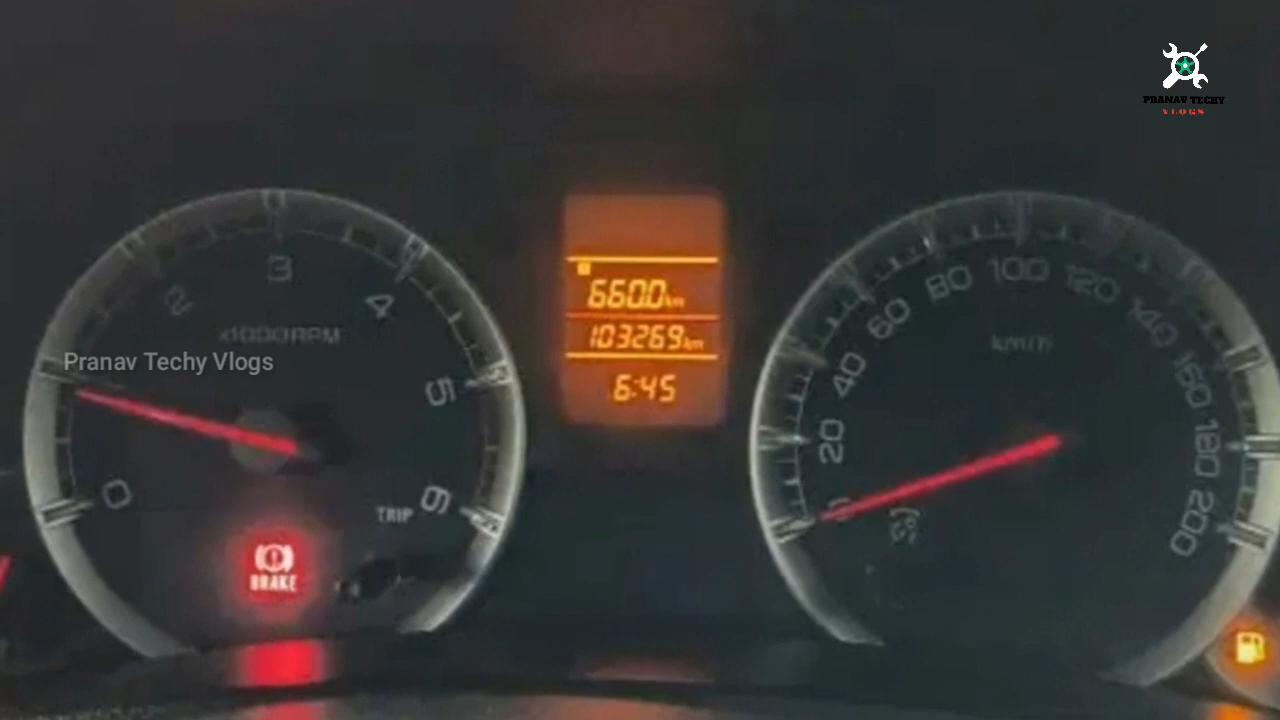 PRANAV TECHY
VLOGS
3
2
4
x1000RPM
Pranav Techy Vlogs
5
0
6
TRIP
BRAKE
660.0km
103269km
6:45
100
80
120
60
140
km/h
40
160
20
180
200